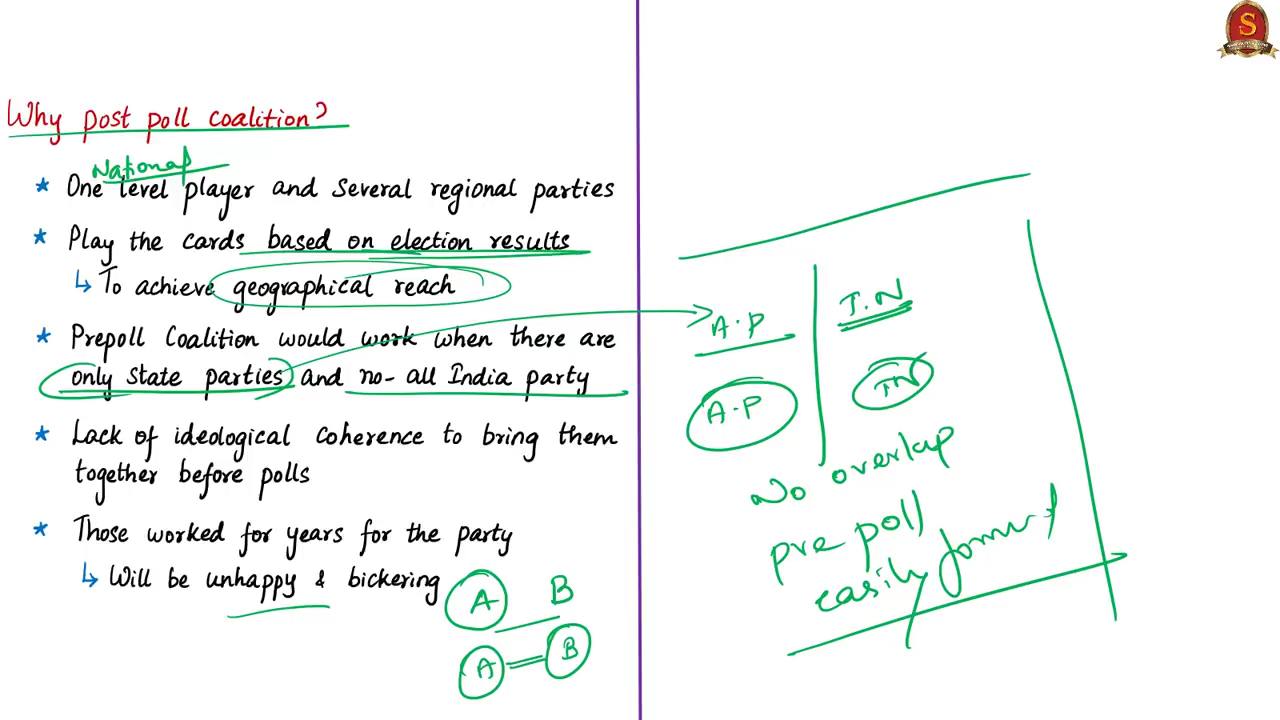 Why post poll coalition?
National
* One level player and several regional parties
* Play the cards based on election results
↳ To achieve geographical reach
* Prepoll Coalition would work when there are
only State parties and no-all India party
* Lack of ideological coherence to bring them
together before polls
* Those worked for years for the party
↳ Will be unhappy & bickering
A B
A B
A.P T.N
A.P TN
No overlap
pre poll
easily formed
S